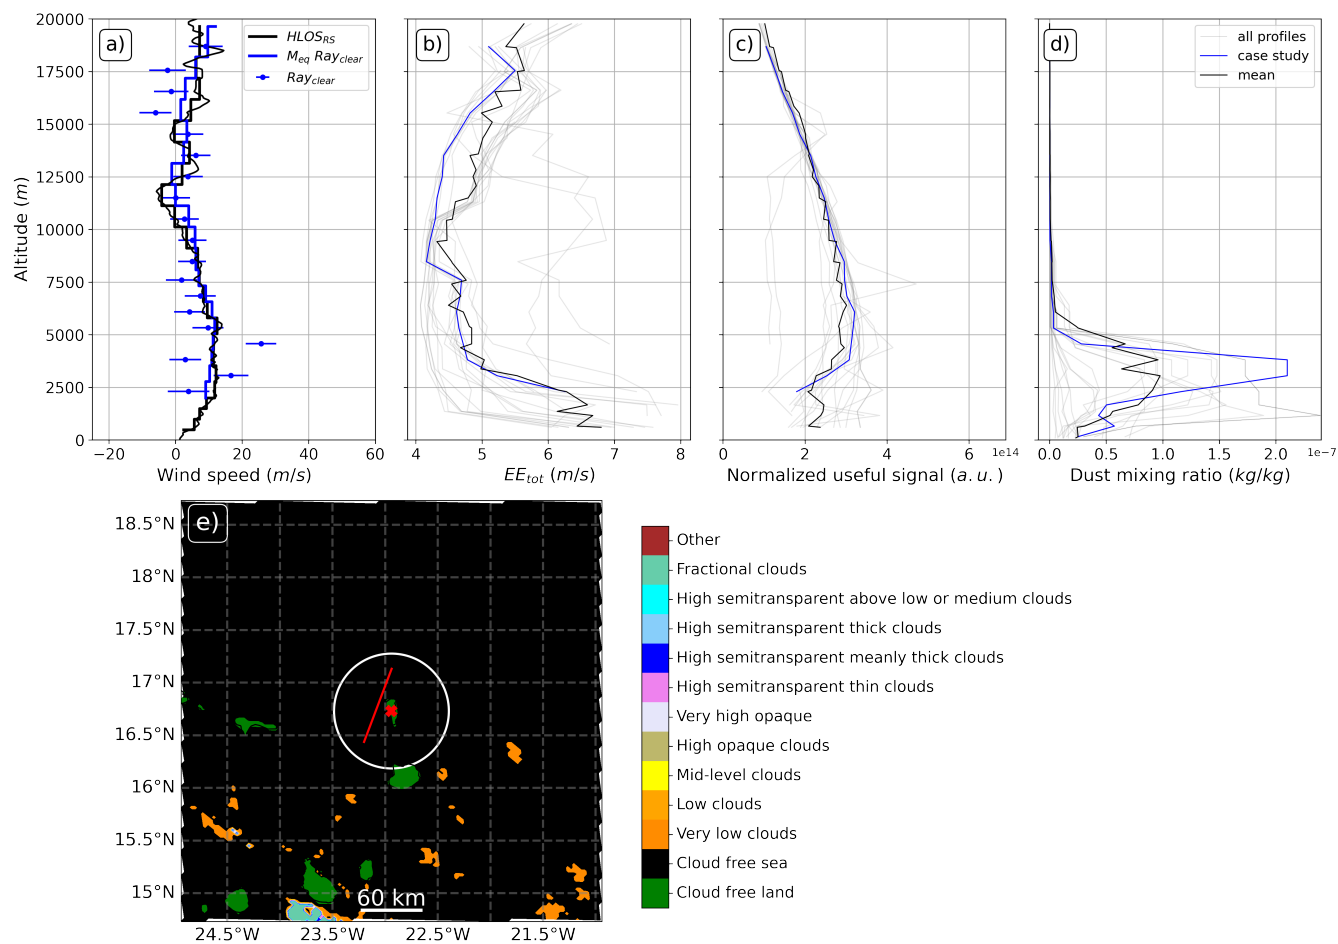 a)
HLOS_RS
M_eq Ray_clear
Ray_clear
20000
17500
15000
12500
10000
7500
5000
2500
0
Altitude (m)
−20 0 20 40 60
Wind speed (m/s)
b)
4 5 6 7 8
EE_tot (m/s)
c)
0 2 4 6
1e14
Normalized useful signal (a.u.)
d)
all profiles
case study
mean
0.0 0.5 1.0 1.5 2.0
1e−7
Dust mixing ratio (kg/kg)
e)
18.5°N
18°N
17.5°N
17°N
16.5°N
16°N
15.5°N
15°N
60 km
24.5°W 23.5°W 22.5°W 21.5°W
Other
Fractional clouds
High semitransparent above low or medium clouds
High semitransparent thick clouds
High semitransparent meanly thick clouds
High semitransparent thin clouds
Very high opaque
High opaque clouds
Mid-level clouds
Low clouds
Very low clouds
Cloud free sea
Cloud free land